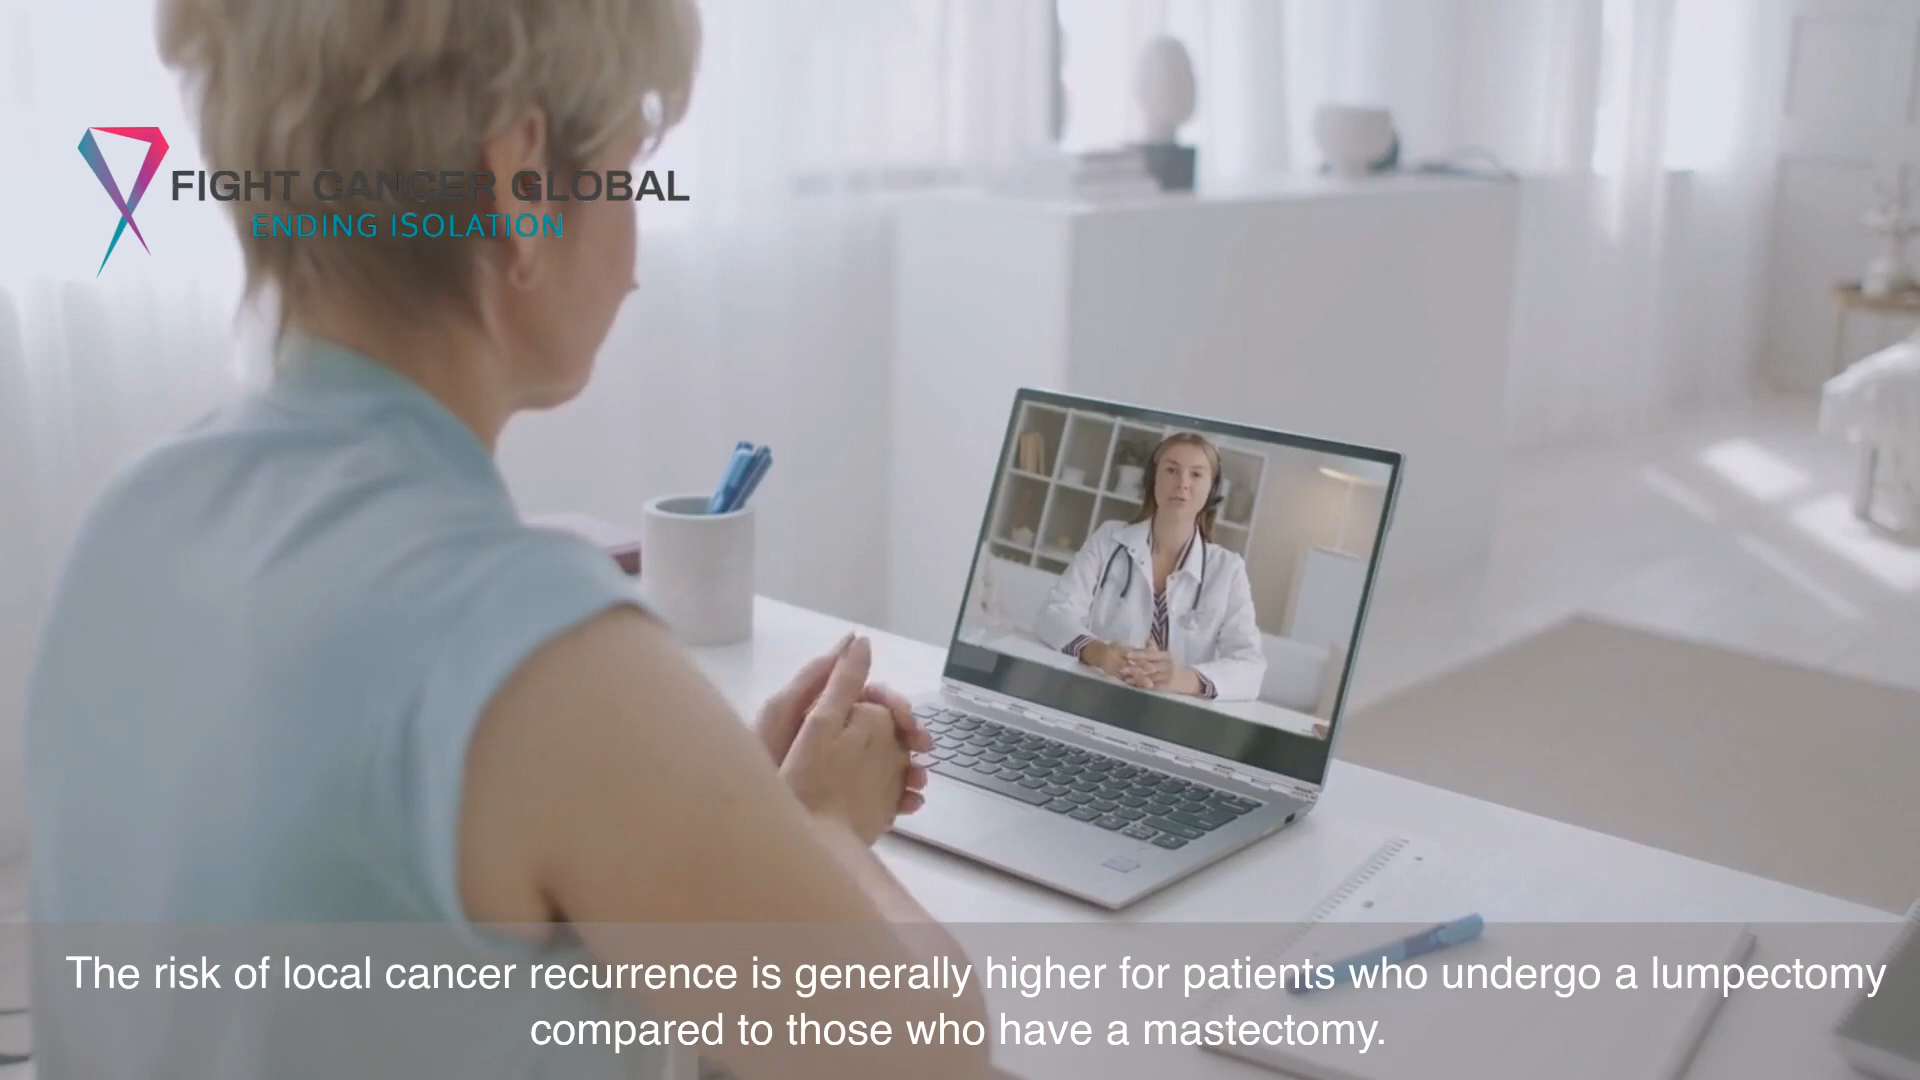 FIGHT CANCER GLOBAL
ENDING ISOLATION
The risk of local cancer recurrence is generally higher for patients who undergo a lumpectomy
compared to those who have a mastectomy.